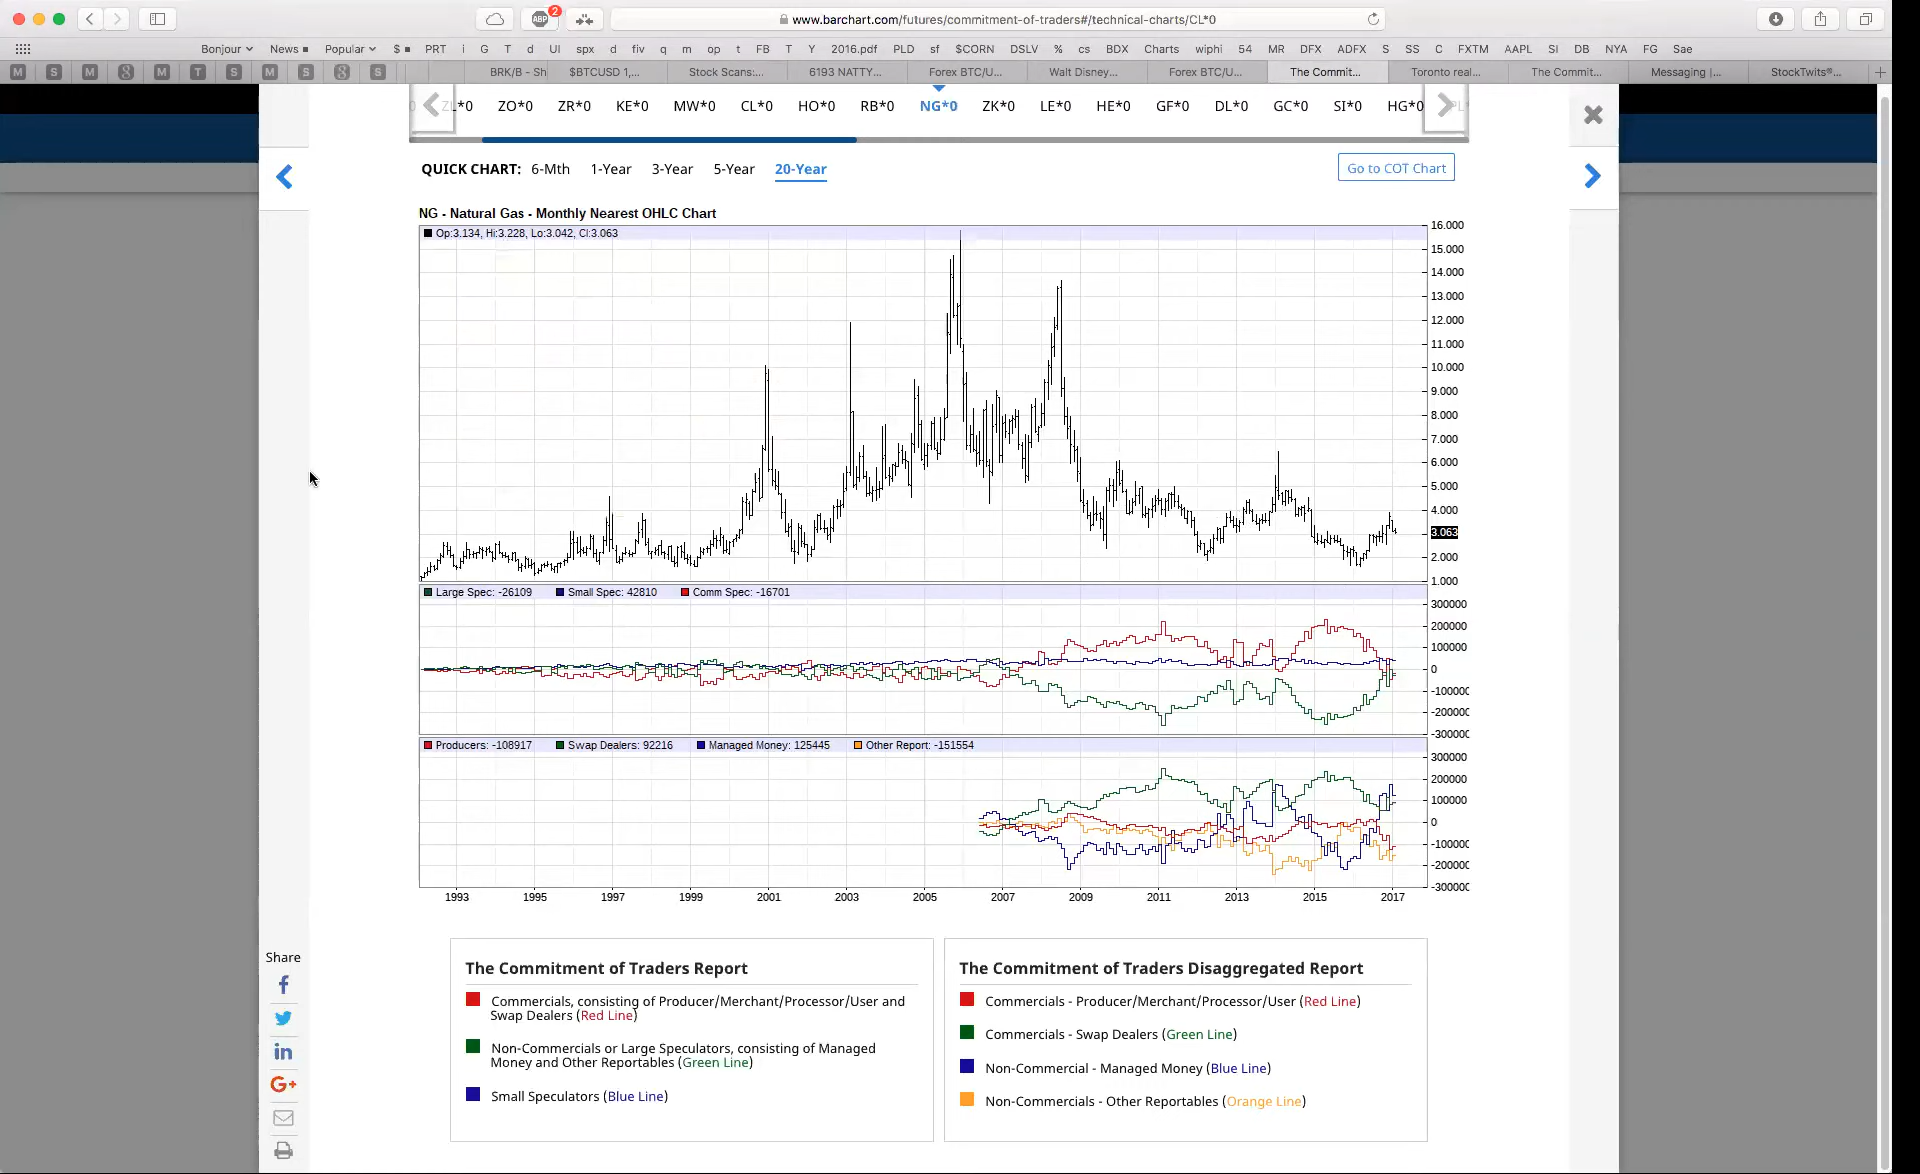 2
www.barchart.com/futures/commitment-of-traders#/technical-charts/CL*0
Bonjour News Popular $ PRT i G T d UI spx d fiv q m op t FB T Y 2016.pdf PLD sf $CORN DSLV % cs BDX Charts wiphi 54 MR DFX ADFX S SS C FXTM AAPL SI DB NYA FG Sae
M S M 8 M T S M S 8 S BRK/B - Sh $BTCUSD 1,... Stock Scans:... 6193 NATTY... Forex BTC/U... Walt Disney... Forex BTC/U... The Commit... Toronto real... The Commit... Messaging |... StockTwits®...
ZL*0 ZO*0 ZR*0 KE*0 MW*0 CL*0 HO*0 RB*0 NG*0 ZK*0 LE*0 HE*0 GF*0 DL*0 GC*0 SI*0 HG*0
QUICK CHART: 6-Mth 1-Year 3-Year 5-Year 20-Year Go to COT Chart
NG - Natural Gas - Monthly Nearest OHLC Chart
Op:3.134, Hi:3.228, Lo:3.042, Cl:3.063
16.000
15.000
14.000
13.000
12.000
11.000
10.000
9.000
8.000
7.000
6.000
5.000
4.000
3.063
2.000
1.000
Large Spec: -26109 Small Spec: 42810 Comm Spec: -16701
300000
200000
100000
0
-100000
-200000
-300000
Producers: -108917 Swap Dealers: 92216 Managed Money: 125445 Other Report: -151554
300000
200000
100000
0
-100000
-200000
-300000
1993 1995 1997 1999 2001 2003 2005 2007 2009 2011 2013 2015 2017
Share
The Commitment of Traders Report
Commercials, consisting of Producer/Merchant/Processor/User and
Swap Dealers (Red Line)
Non-Commercials or Large Speculators, consisting of Managed
Money and Other Reportables (Green Line)
Small Speculators (Blue Line)
The Commitment of Traders Disaggregated Report
Commercials - Producer/Merchant/Processor/User (Red Line)
Commercials - Swap Dealers (Green Line)
Non-Commercial - Managed Money (Blue Line)
Non-Commercials - Other Reportables (Orange Line)